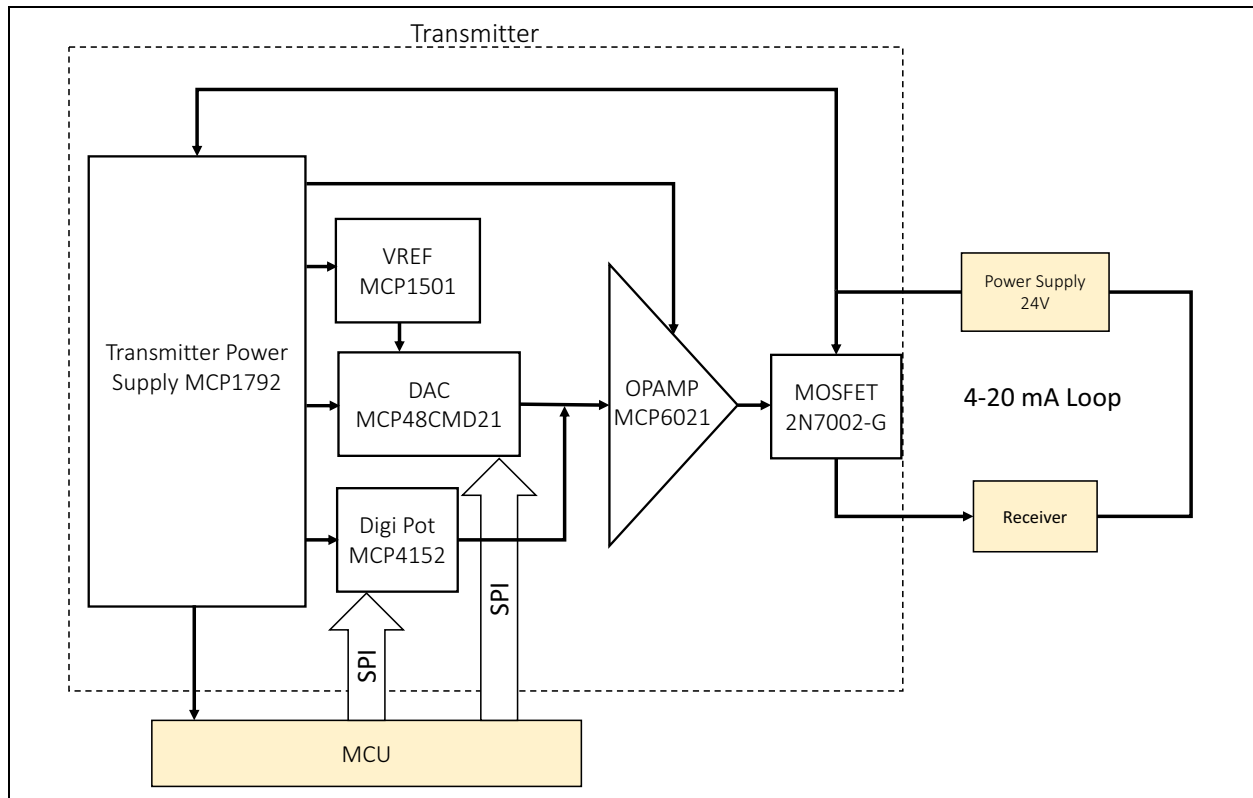 Transmitter
VREF
MCP1501
Transmitter Power
Supply MCP1792
DAC
MCP48CMD21
Digi Pot
MCP4152
OPAMP
MCP6021
MOSFET
2N7002-G
Power Supply
24V
4-20 mA Loop
Receiver
SPI
SPI
MCU